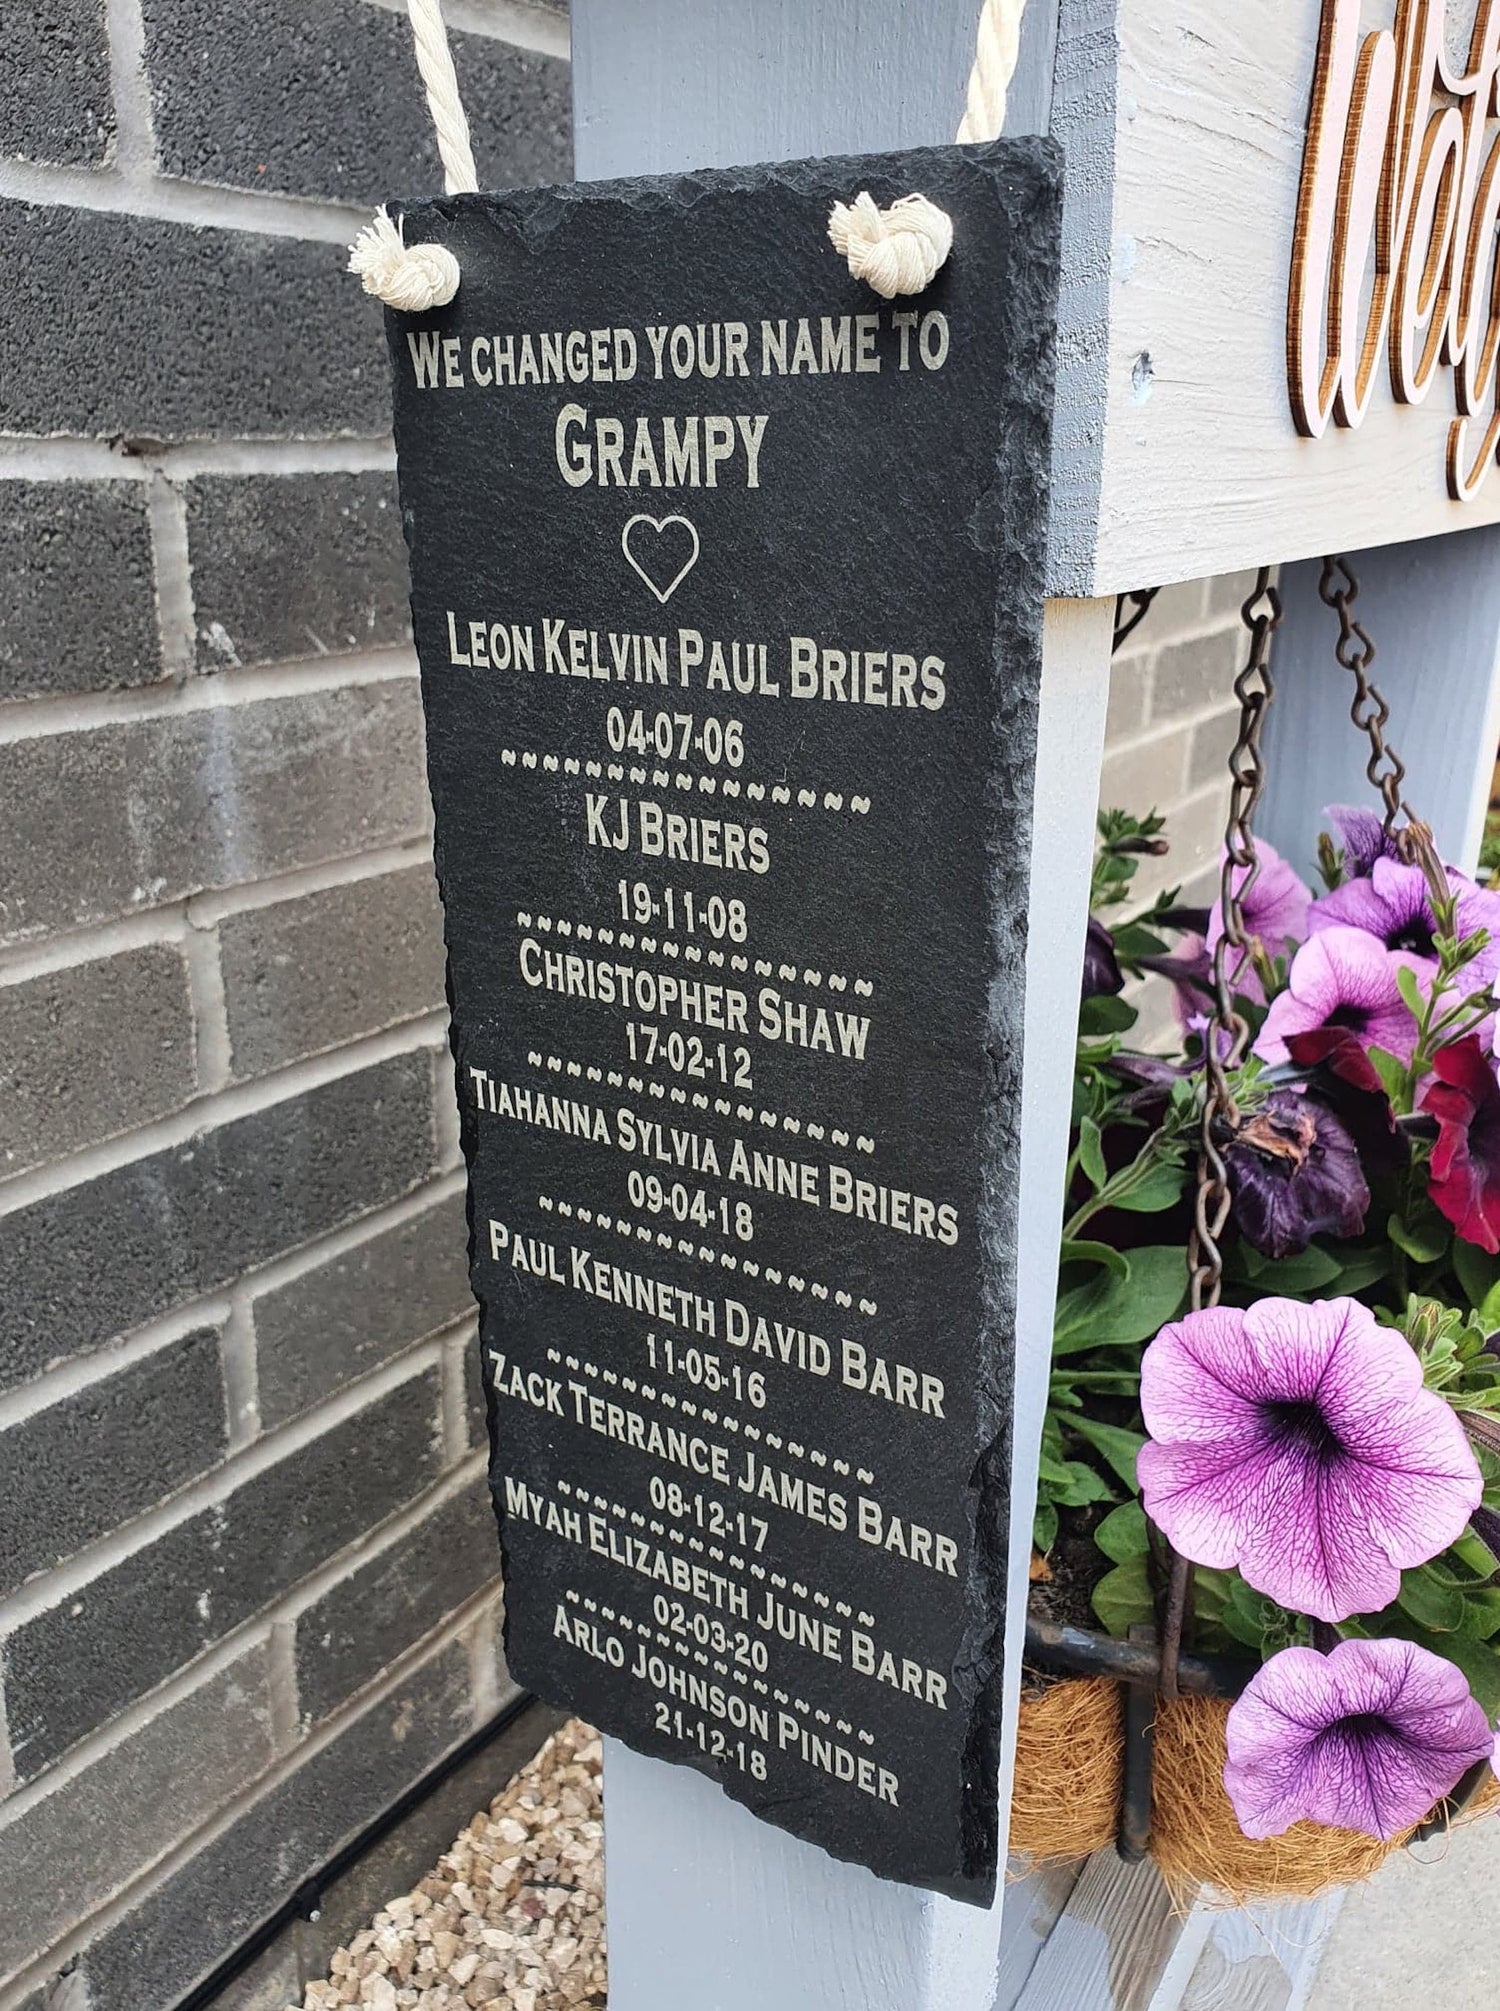 We changed your name to
Grampy
Leon Kelvin Paul Briers
04-07-06
~~~~~~~~~~~~~~~~~
KJ Briers
19-11-08
~~~~~~~~~~~~~~~~~
Christopher Shaw
17-02-12
~~~~~~~~~~~~~~~~~
Tiahanna Sylvia Anne Briers
09-04-18
~~~~~~~~~~~~~~~~~
Paul Kenneth David Barr
11-05-16
~~~~~~~~~~~~~~~~~
Zack Terrance James Barr
08-12-17
~~~~~~~~~~~~~~~~~
Myah Elizabeth June Barr
02-03-20
~~~~~~~~~~~~~~~~~
Arlo Johnson Pinder
21-12-18